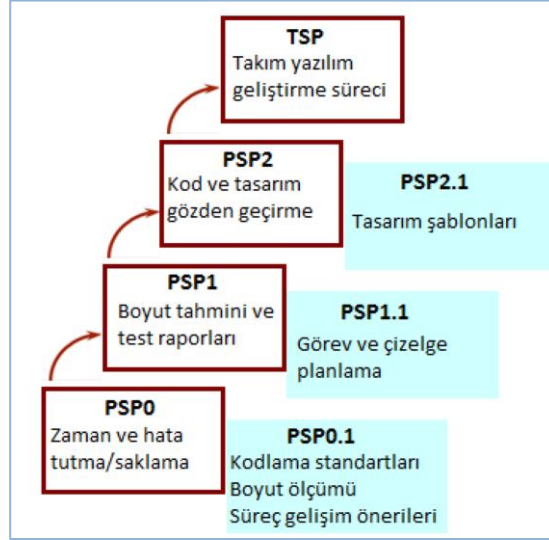 TSP
Takım yazılım
geliştirme süreci
PSP2
Kod ve tasarım
gözden geçirme
PSP2.1
Tasarım şablonları
PSP1
Boyut tahmini ve
test raporları
PSP1.1
Görev ve çizelge
planlama
PSP0
Zaman ve hata
tutma/saklama
PSP0.1
Kodlama standartları
Boyut ölçümü
Süreç gelişim önerileri